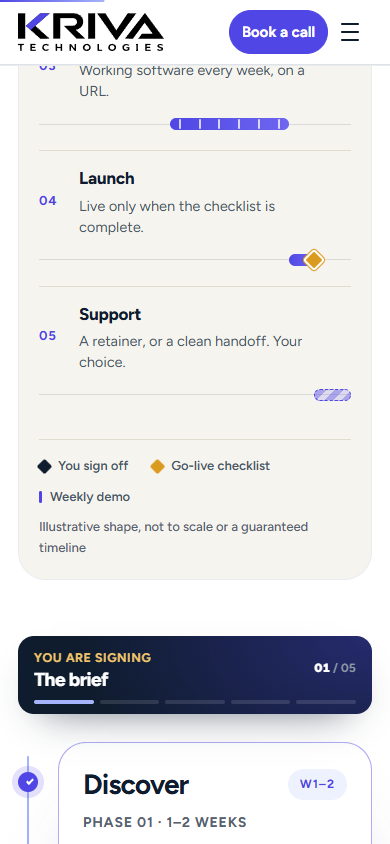 KRIVA
TECHNOLOGIES
Book a call
03
Working software every week, on a
URL.
Launch
04
Live only when the checklist is
complete.
Support
05
A retainer, or a clean handoff. Your
choice.
You sign off
Go-live checklist
Weekly demo
Illustrative shape, not to scale or a guaranteed
timeline
YOU ARE SIGNING
The brief
01 / 05
Discover
W1–2
PHASE 01 · 1–2 WEEKS